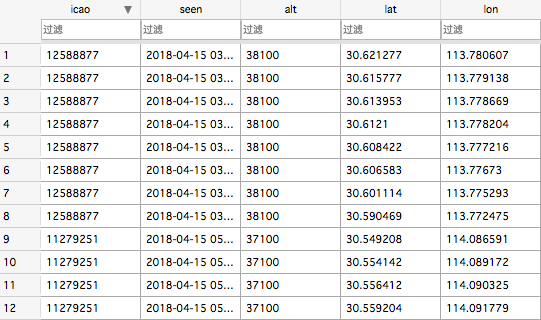 icao ▼ seen alt lat lon
过滤 过滤 过滤 过滤 过滤
1 12588877 2018-04-15 03... 38100 30.621277 113.780607
2 12588877 2018-04-15 03... 38100 30.615777 113.779138
3 12588877 2018-04-15 03... 38100 30.613953 113.778669
4 12588877 2018-04-15 03... 38100 30.6121 113.778204
5 12588877 2018-04-15 03... 38100 30.608422 113.777216
6 12588877 2018-04-15 03... 38100 30.606583 113.77673
7 12588877 2018-04-15 03... 38100 30.601114 113.775293
8 12588877 2018-04-15 03... 38100 30.590469 113.772475
9 11279251 2018-04-15 05... 37100 30.549208 114.086591
10 11279251 2018-04-15 05... 37100 30.554142 114.089172
11 11279251 2018-04-15 05... 37100 30.556412 114.090325
12 11279251 2018-04-15 05... 37100 30.559204 114.091779